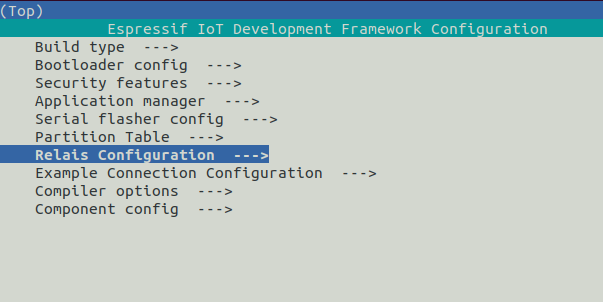 (Top)
Espressif IoT Development Framework Configuration
Build type  --->
Bootloader config  --->
Security features  --->
Application manager  --->
Serial flasher config  --->
Partition Table  --->
Relais Configuration  --->
Example Connection Configuration  --->
Compiler options  --->
Component config  --->